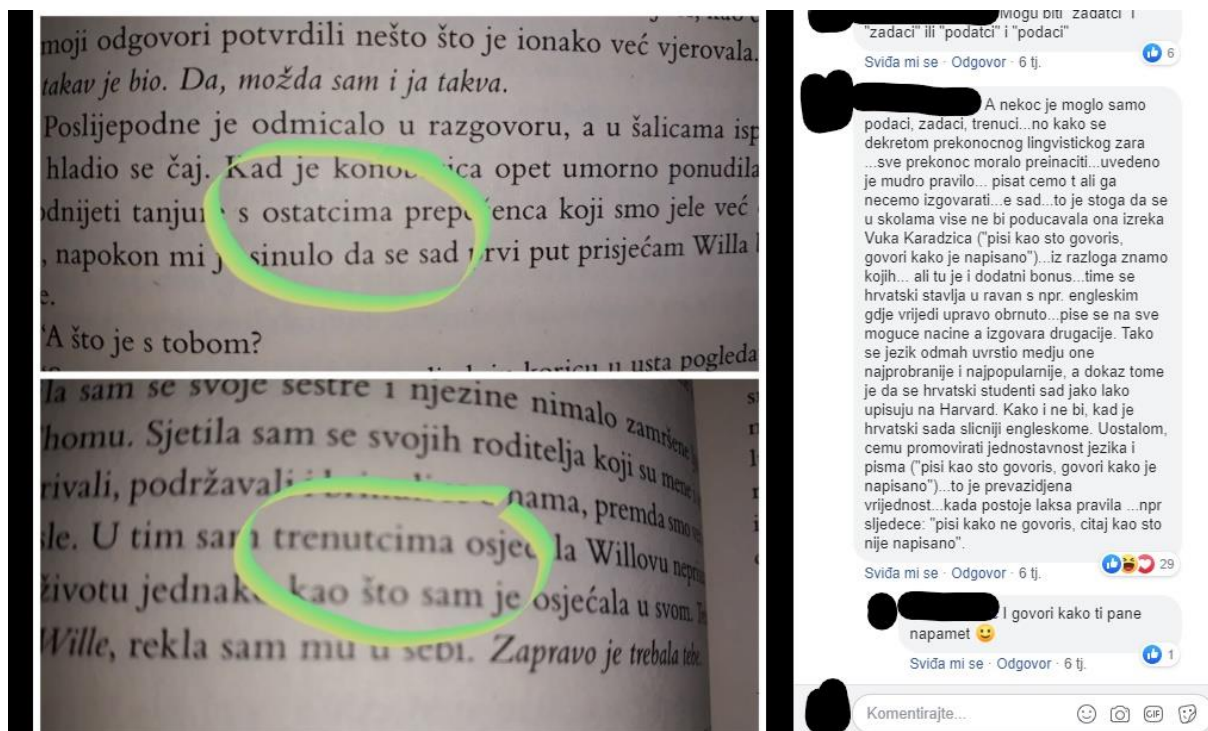 moji odgovori potvrdili nešto što je ionako već vjerovala.
takav je bio. Da, možda sam i ja takva.
Poslijepodne je odmicalo u razgovoru, a u šalicama
hladio se čaj. Kad je opet umorno ponudila
s ostatcima koji smo jele već
napokon mi da se sad prvi put prisjećam Willa
A što je s tobom?
u usta
sam se svoje sestre i njezine nimalo
Sjetila sam se svojih roditelja koji su mene
podržavali nama, premda smo
U tim sam trenutcima osjećala Willovu
životu jednako kao što sam je osjećala u svom.
Wille, rekla sam mu u sebi. Zapravo je trebala tebe.
Mogu biti "zadatci" i
"zadaci" ili "podatci" i "podaci"
6
Sviđa mi se · Odgovor · 6 tj.
A nekoc je moglo samo
podaci, zadaci, trenuci...no kako se
dekretom prekonocnog lingvistickog zara
...sve prekonoc moralo preinaciti...uvedeno
je mudro pravilo... pisat cemo t ali ga
necemo izgovarati...e sad...to je stoga da se
u skolama vise ne bi poducavala ona izreka
Vuka Karadzica ("pisi kao sto govoris,
govori kako je napisano")...iz razloga znamo
kojih... ali tu je i dodatni bonus...time se
hrvatski stavlja u ravan s npr. engleskim
gdje vrijedi upravo obrnuto...pise se na sve
moguce nacine a izgovara drugacije. Tako
se jezik odmah uvrstio medju one
najprobranije i najpopularnije, a dokaz tome
je da se hrvatski studenti sad jako lako
upisuju na Harvard. Kako i ne bi, kad je
hrvatski sada slicniji engleskome. Uostalom,
cemu promovirati jednostavnost jezika i
pisma ("pisi kao sto govoris, govori kako je
napisano")...to je prevazidjena
vrijednost...kada postoje laksa pravila ...npr
sljedece: "pisi kako ne govoris, citaj kao sto
nije napisano".
29
Sviđa mi se · Odgovor · 6 tj.
I govori kako ti pane
napamet
1
Sviđa mi se · Odgovor · 6 tj.
Komentirajte...
GIF